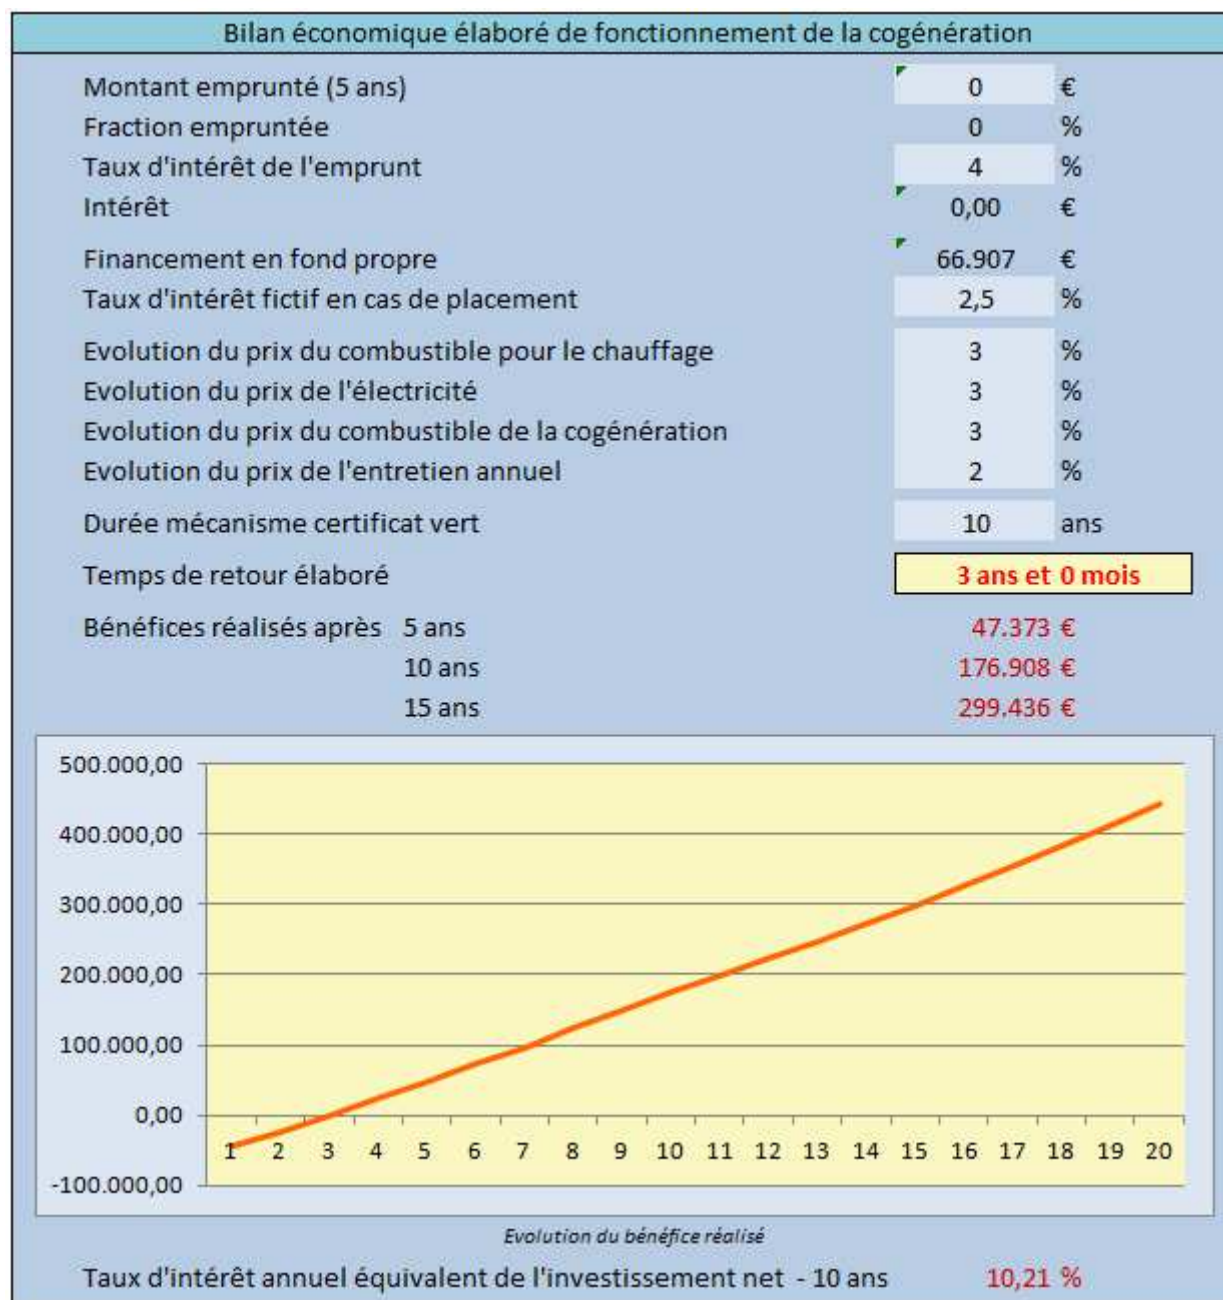 Bilan économique élaboré de fonctionnement de la cogénération
Montant emprunté (5 ans) 0 €
Fraction empruntée 0 %
Taux d'intérêt de l'emprunt 4 %
Intérêt 0,00 €
Financement en fond propre 66.907 €
Taux d'intérêt fictif en cas de placement 2,5 %
Evolution du prix du combustible pour le chauffage 3 %
Evolution du prix de l'électricité 3 %
Evolution du prix du combustible de la cogénération 3 %
Evolution du prix de l'entretien annuel 2 %
Durée mécanisme certificat vert 10 ans
Temps de retour élaboré 3 ans et 0 mois
Bénéfices réalisés après 5 ans 47.373 €
10 ans 176.908 €
15 ans 299.436 €
500.000,00
400.000,00
300.000,00
200.000,00
100.000,00
0,00
1 2 3 4 5 6 7 8 9 10 11 12 13 14 15 16 17 18 19 20
-100.000,00
Evolution du bénéfice réalisé
Taux d'intérêt annuel équivalent de l'investissement net - 10 ans 10,21 %